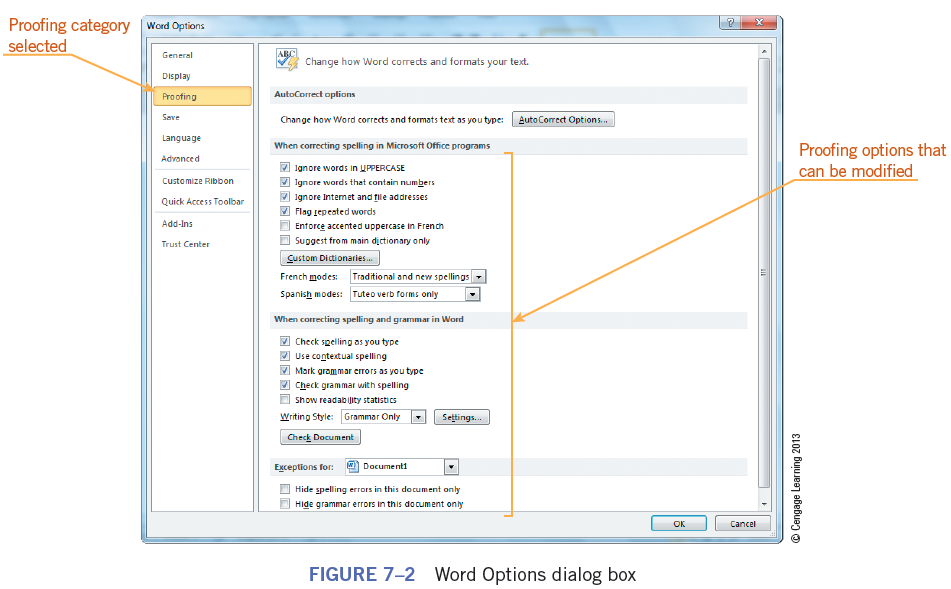 Proofing category
selected
Word Options
?
General
Display
Proofing
Save
Language
Advanced
Customize Ribbon
Quick Access Toolbar
Add-Ins
Trust Center
ABC
Change how Word corrects and formats your text.
AutoCorrect options
Change how Word corrects and formats text as you type: AutoCorrect Options...
When correcting spelling in Microsoft Office programs
Ignore words in UPPERCASE
Ignore words that contain numbers
Ignore Internet and file addresses
Flag repeated words
Enforce accented uppercase in French
Suggest from main dictionary only
Custom Dictionaries...
French modes: Traditional and new spellings
Spanish modes: Tuteo verb forms only
When correcting spelling and grammar in Word
Check spelling as you type
Use contextual spelling
Mark grammar errors as you type
Check grammar with spelling
Show readability statistics
Writing Style: Grammar Only Settings...
Check Document
Exceptions for: Document1
Hide spelling errors in this document only
Hide grammar errors in this document only
OK Cancel
Proofing options that
can be modified
© Cengage Learning 2013
FIGURE 7–2 Word Options dialog box